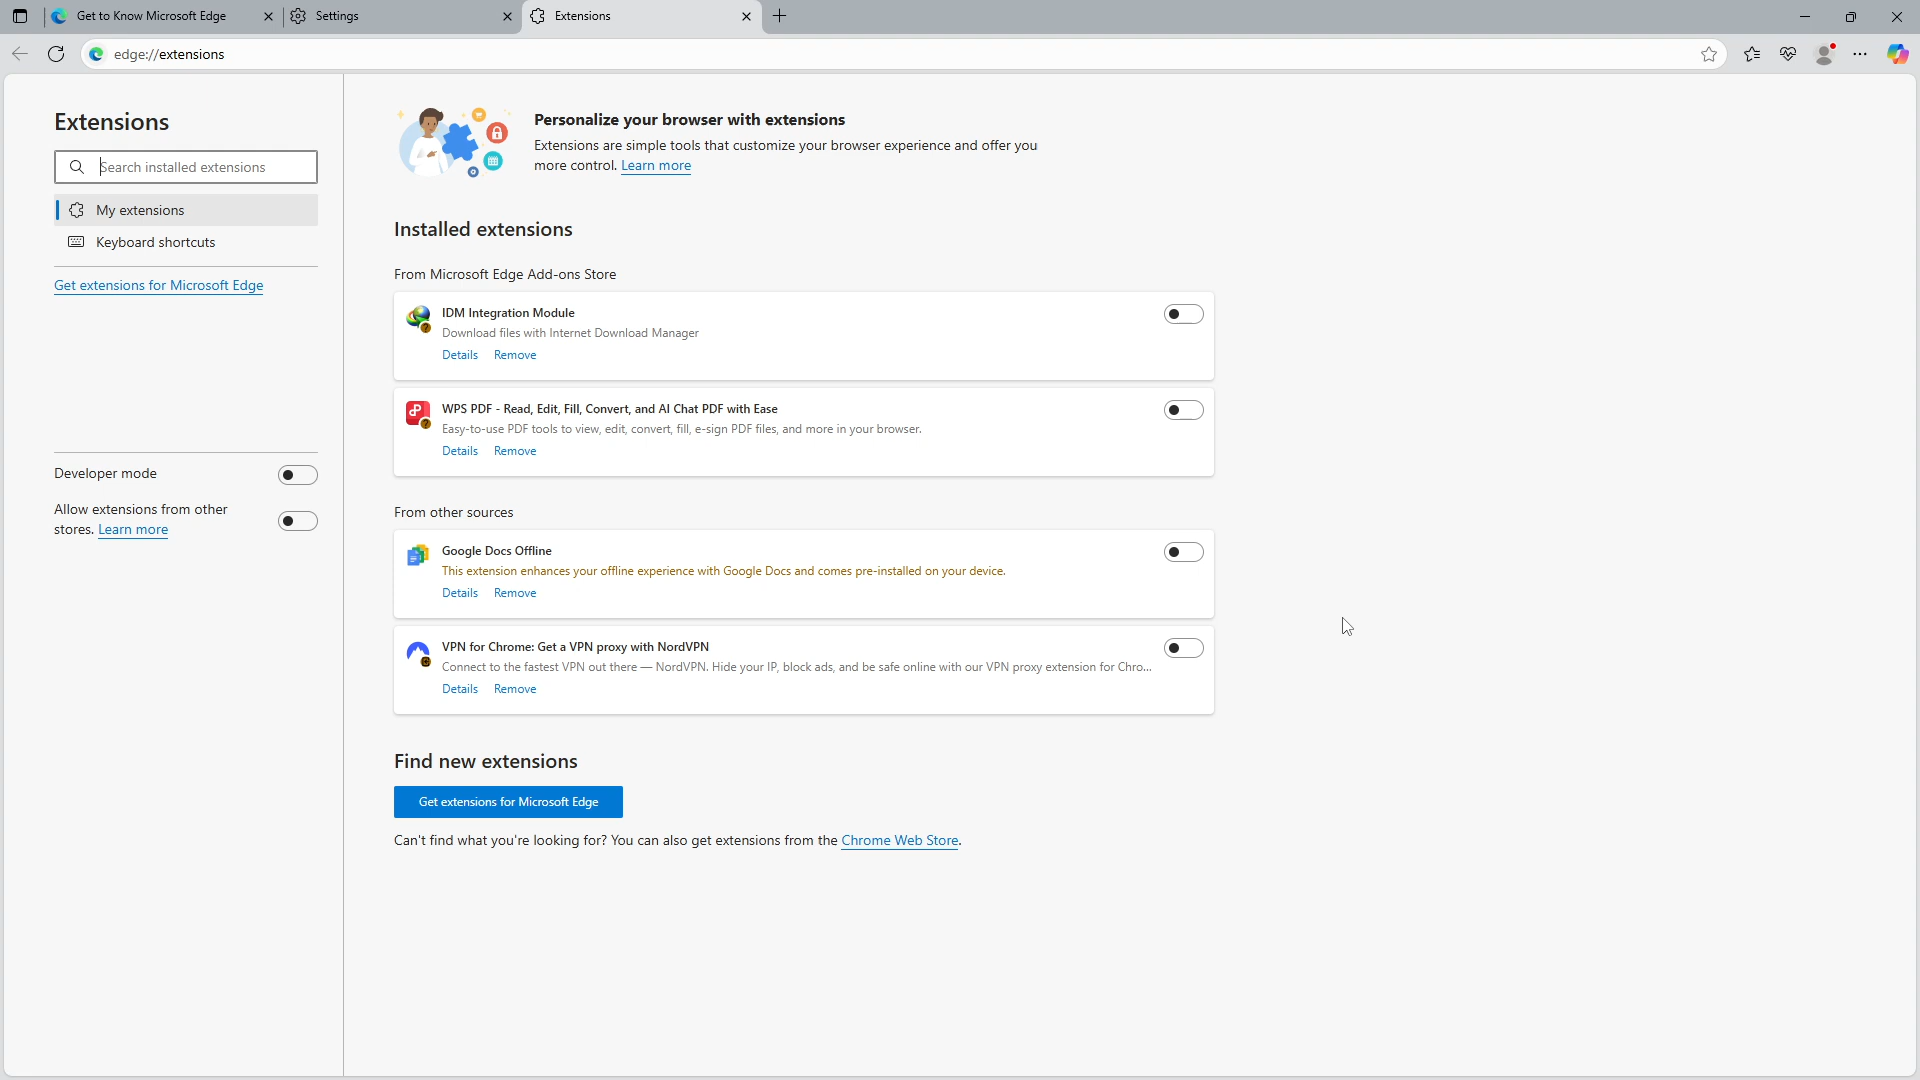 Get to Know Microsoft Edge
Settings
Extensions
edge://extensions
Extensions
Search installed extensions
My extensions
Keyboard shortcuts
Get extensions for Microsoft Edge
Developer mode
Allow extensions from other
stores. Learn more
Personalize your browser with extensions
Extensions are simple tools that customize your browser experience and offer you
more control. Learn more
Installed extensions
From Microsoft Edge Add-ons Store
IDM Integration Module
Download files with Internet Download Manager
Details Remove
WPS PDF - Read, Edit, Fill, Convert, and AI Chat PDF with Ease
Easy-to-use PDF tools to view, edit, convert, fill, e-sign PDF files, and more in your browser.
Details Remove
From other sources
Google Docs Offline
This extension enhances your offline experience with Google Docs and comes pre-installed on your device.
Details Remove
VPN for Chrome: Get a VPN proxy with NordVPN
Connect to the fastest VPN out there — NordVPN. Hide your IP, block ads, and be safe online with our VPN proxy extension for Chro...
Details Remove
Find new extensions
Get extensions for Microsoft Edge
Can't find what you're looking for? You can also get extensions from the Chrome Web Store.